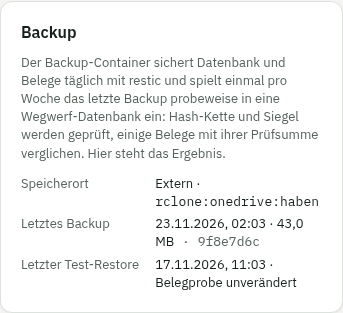 Backup
Der Backup-Container sichert Datenbank und
Belege täglich mit restic und spielt einmal pro
Woche das letzte Backup probeweise in eine
Wegwerf-Datenbank ein: Hash-Kette und Siegel
werden geprüft, einige Belege mit ihrer Prüfsumme
verglichen. Hier steht das Ergebnis.
Speicherort Extern ·
rclone:onedrive:haben
Letztes Backup 23.11.2026, 02:03 · 43,0
MB · 9f8e7d6c
Letzter Test-Restore 17.11.2026, 11:03 ·
Belegprobe unverändert